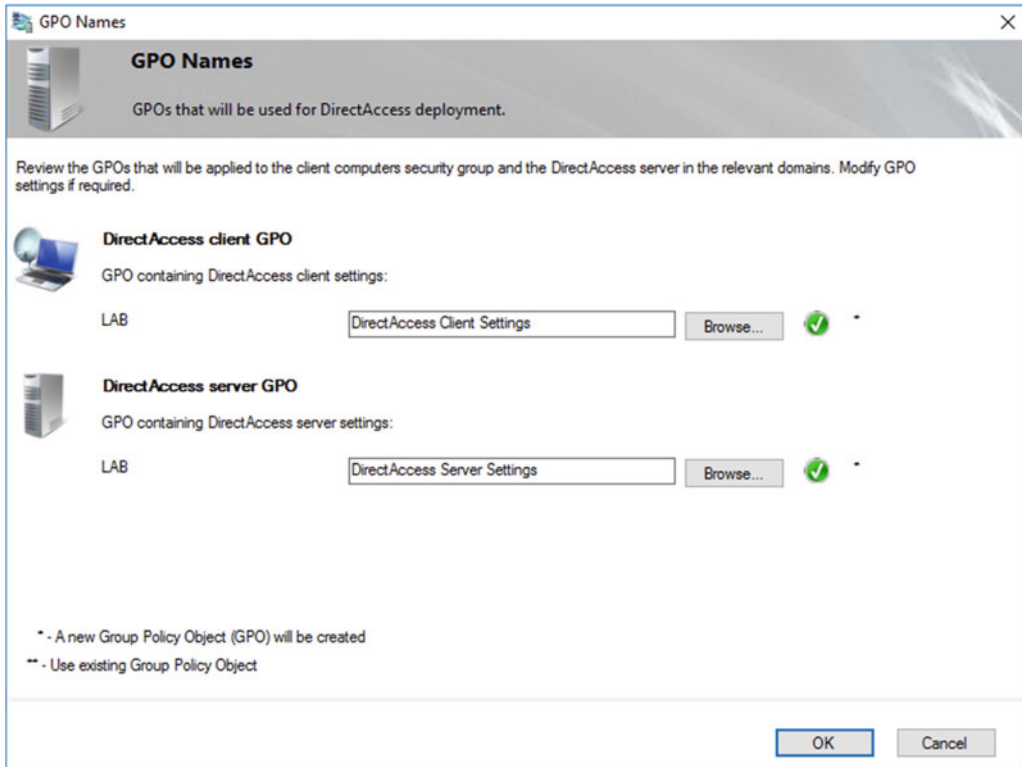 GPO Names
GPO Names
GPOs that will be used for DirectAccess deployment.
Review the GPOs that will be applied to the client computers security group and the DirectAccess server in the relevant domains. Modify GPO
settings if required.
DirectAccess client GPO
GPO containing DirectAccess client settings:
LAB DirectAccess Client Settings Browse... *
DirectAccess server GPO
GPO containing DirectAccess server settings:
LAB DirectAccess Server Settings Browse... *
* - A new Group Policy Object (GPO) will be created
** - Use existing Group Policy Object
OK Cancel